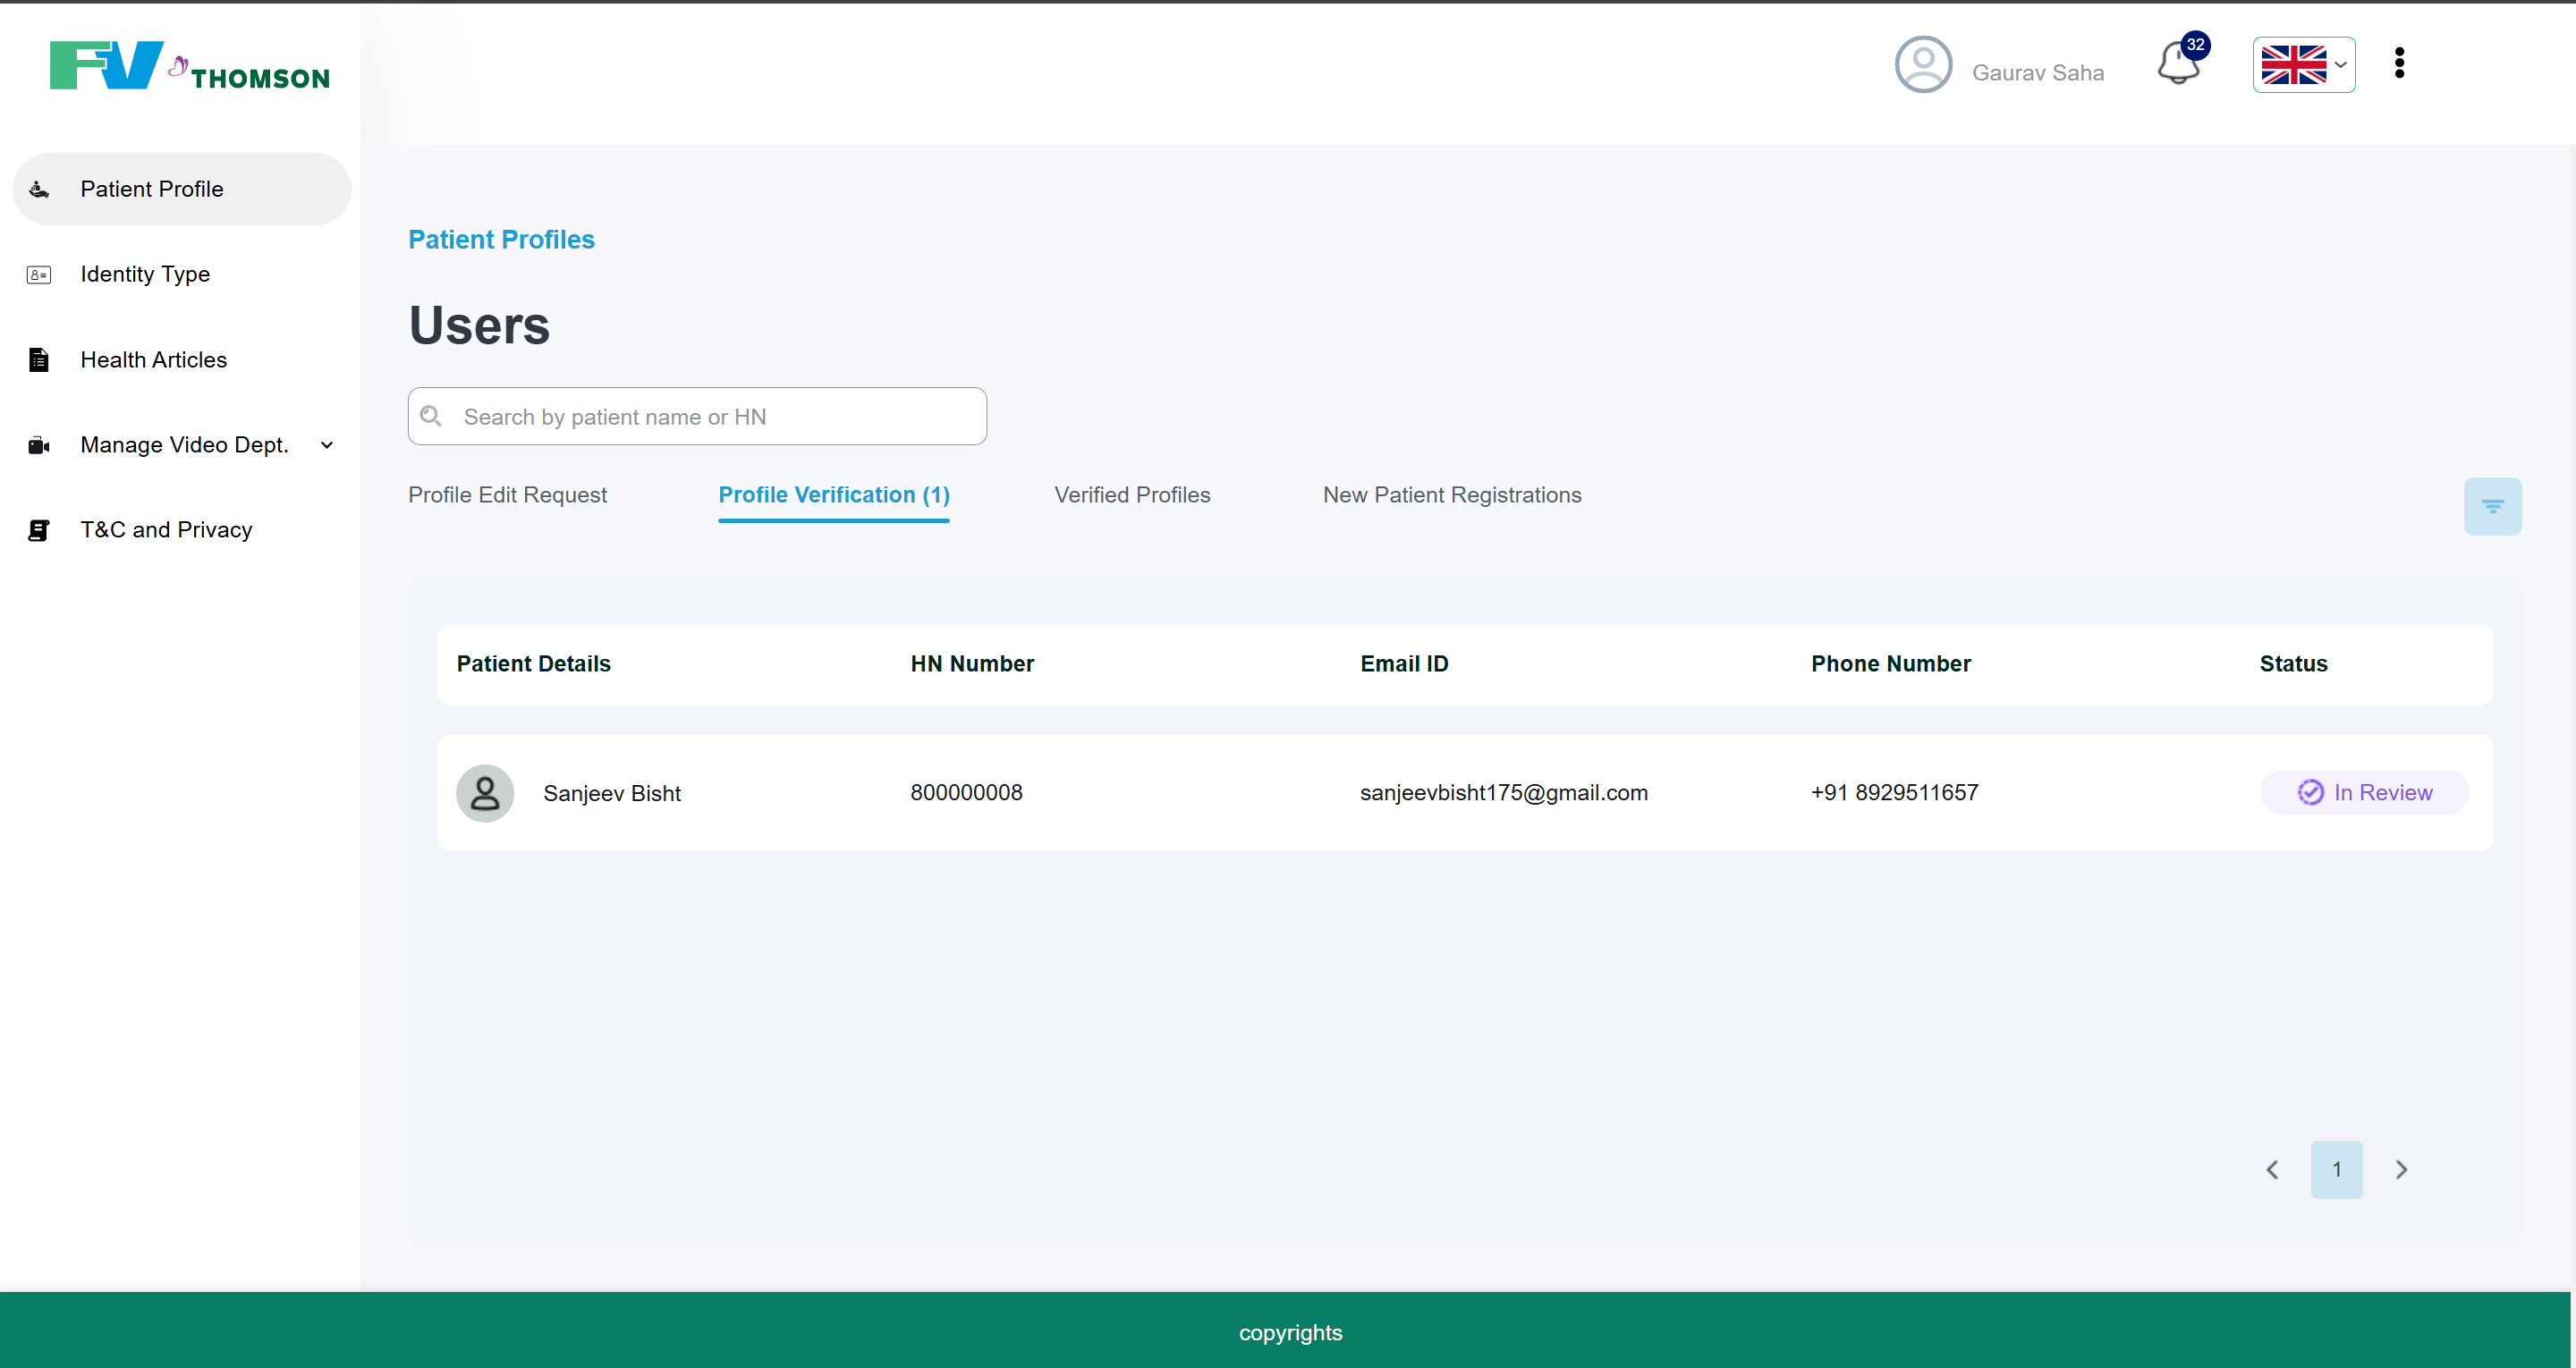 FV THOMSON
Gaurav Saha
32
Patient Profile
Identity Type
Health Articles
Manage Video Dept.
T&C and Privacy
Patient Profiles
Users
Search by patient name or HN
Profile Edit Request Profile Verification (1) Verified Profiles New Patient Registrations
Patient Details HN Number Email ID Phone Number Status
Sanjeev Bisht 800000008 sanjeevbisht175@gmail.com +91 8929511657 In Review
1
copyrights